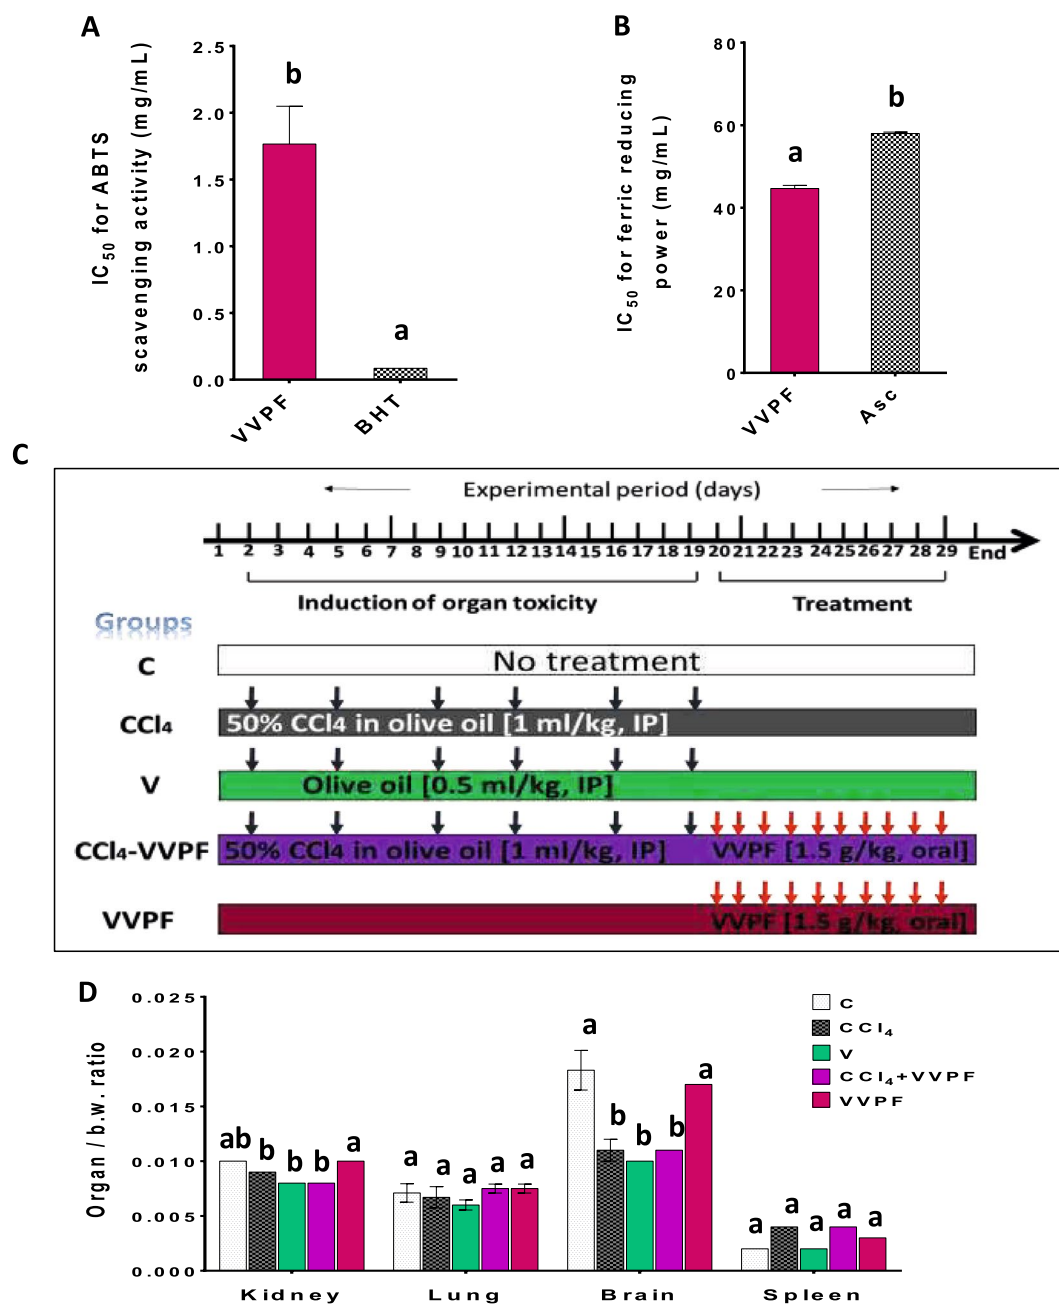 A
IC50 for ABTS
scavenging activity (mg/mL)
2.5
2.0
1.5
1.0
0.5
0.0
b
a
VVPF
BHT
B
IC50 for ferric reducing
power (mg/mL)
80
60
40
20
0
a
b
VVPF
Asc
C
Experimental period (days)
1 2 3 4 5 6 7 8 9 10 11 12 13 14 15 16 17 18 19 20 21 22 23 24 25 26 27 28 29 End
Induction of organ toxicity
Treatment
Groups
C
No treatment
CCl4
50% CCl4 in olive oil [1 ml/kg, IP]
V
Olive oil [0.5 ml/kg, IP]
CCl4-VVPF
50% CCl4 in olive oil [1 ml/kg, IP]
VVPF [1.5 g/kg, oral]
VVPF
VVPF [1.5 g/kg, oral]
D
Organ / b.w. ratio
0.025
0.020
0.015
0.010
0.005
0.000
C
CCl4
V
CCl4+VVPF
VVPF
ab b b b a
a a a a a
a b b b a
a a a a a
Kidney
Lung
Brain
Spleen